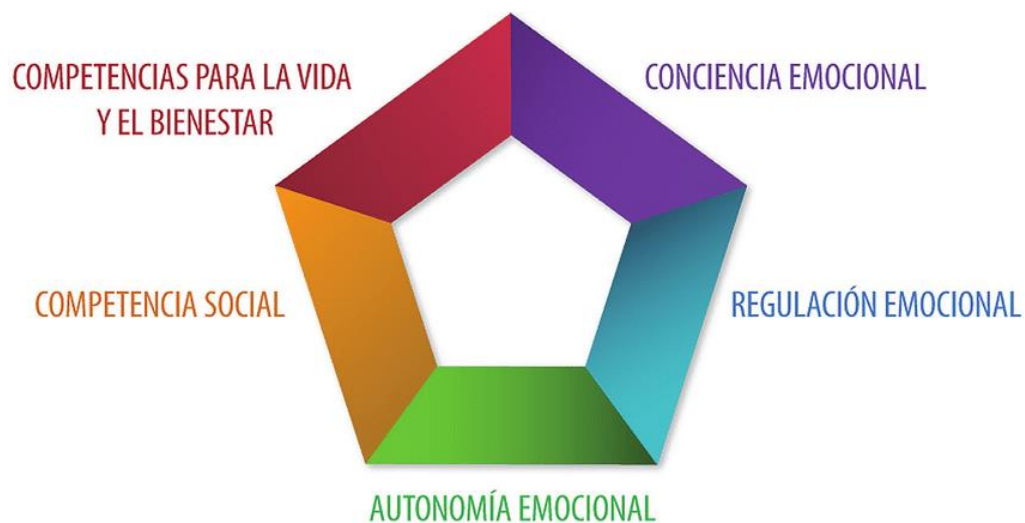 COMPETENCIAS PARA LA VIDA
Y EL BIENESTAR
CONCIENCIA EMOCIONAL
COMPETENCIA SOCIAL
REGULACIÓN EMOCIONAL
AUTONOMÍA EMOCIONAL